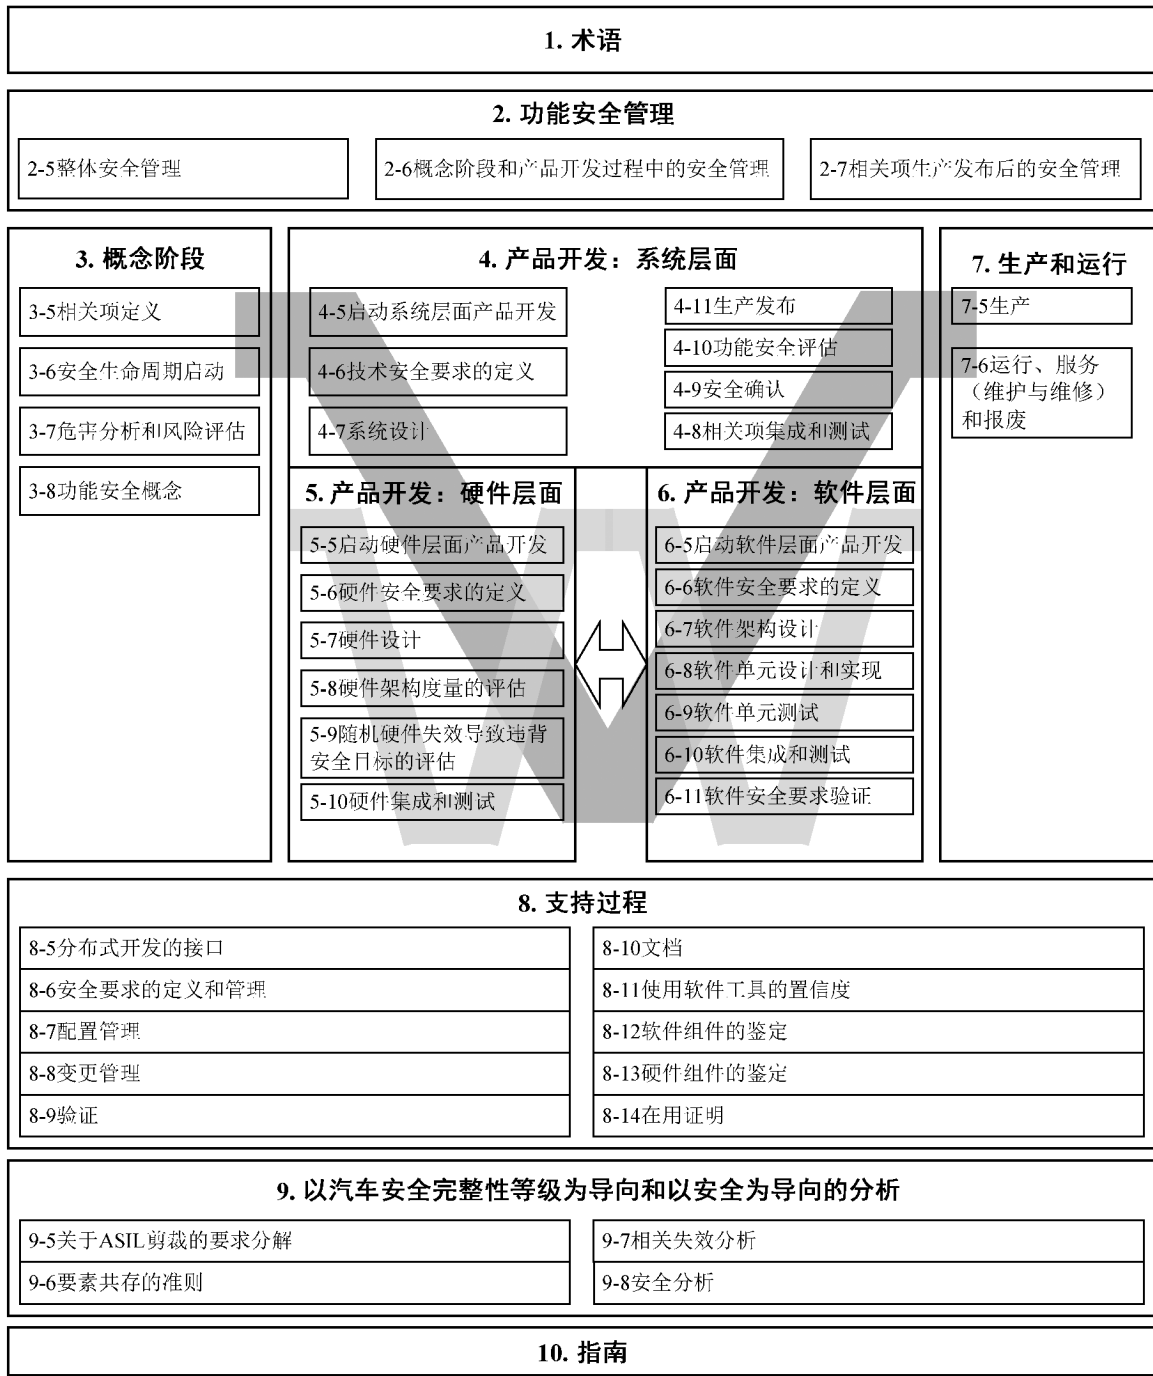 1. 术语
2. 功能安全管理
2-5整体安全管理
2-6概念阶段和产品开发过程中的安全管理
2-7相关项生产发布后的安全管理
3. 概念阶段
3-5相关项定义
3-6安全生命周期启动
3-7危害分析和风险评估
3-8功能安全概念
4. 产品开发：系统层面
4-5启动系统层面产品开发
4-6技术安全要求的定义
4-7系统设计
4-11生产发布
4-10功能安全评估
4-9安全确认
4-8相关项集成和测试
5. 产品开发：硬件层面
5-5启动硬件层面产品开发
5-6硬件安全要求的定义
5-7硬件设计
5-8硬件架构度量的评估
5-9随机硬件失效导致违背
安全目标的评估
5-10硬件集成和测试
6. 产品开发：软件层面
6-5启动软件层面产品开发
6-6软件安全要求的定义
6-7软件架构设计
6-8软件单元设计和实现
6-9软件单元测试
6-10软件集成和测试
6-11软件安全要求验证
7. 生产和运行
7-5生产
7-6运行、服务
（维护与维修）
和报废
8. 支持过程
8-5分布式开发的接口
8-6安全要求的定义和管理
8-7配置管理
8-8变更管理
8-9验证
8-10文档
8-11使用软件工具的置信度
8-12软件组件的鉴定
8-13硬件组件的鉴定
8-14在用证明
9. 以汽车安全完整性等级为导向和以安全为导向的分析
9-5关于ASIL剪裁的要求分解
9-6要素共存的准则
9-7相关失效分析
9-8安全分析
10. 指南